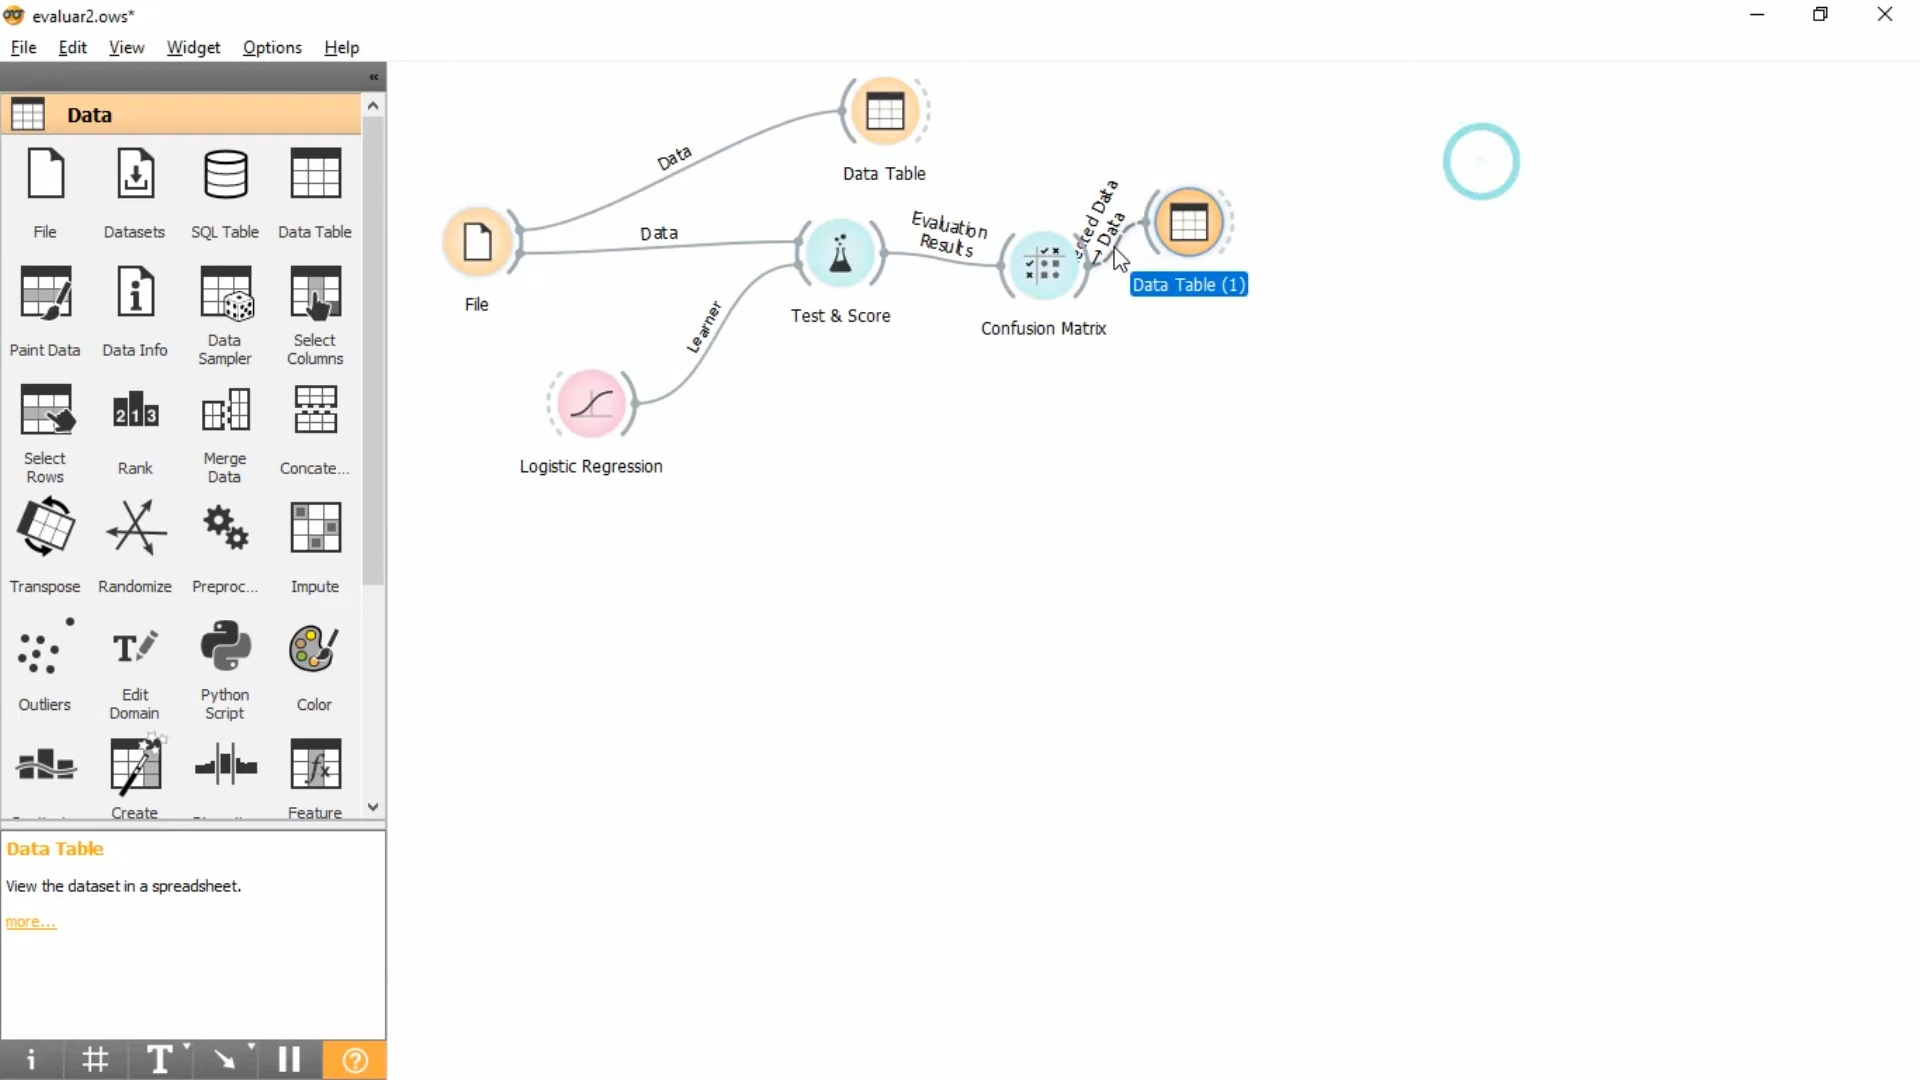 evaluar2.ows*
File Edit View Widget Options Help
«
Data
File Datasets SQL Table Data Table
Paint Data Data Info Data Sampler Select Columns
Select Rows Rank Merge Data Concate...
Transpose Randomize Preproc... Impute
Outliers Edit Domain Python Script Color
Create Feature
Data Table
View the dataset in a spreadsheet.
more...
Data
Data Table
Data
File
Evaluation
Results
Test & Score
ected Data
→ Data
Confusion Matrix
Data Table (1)
Learner
Logistic Regression